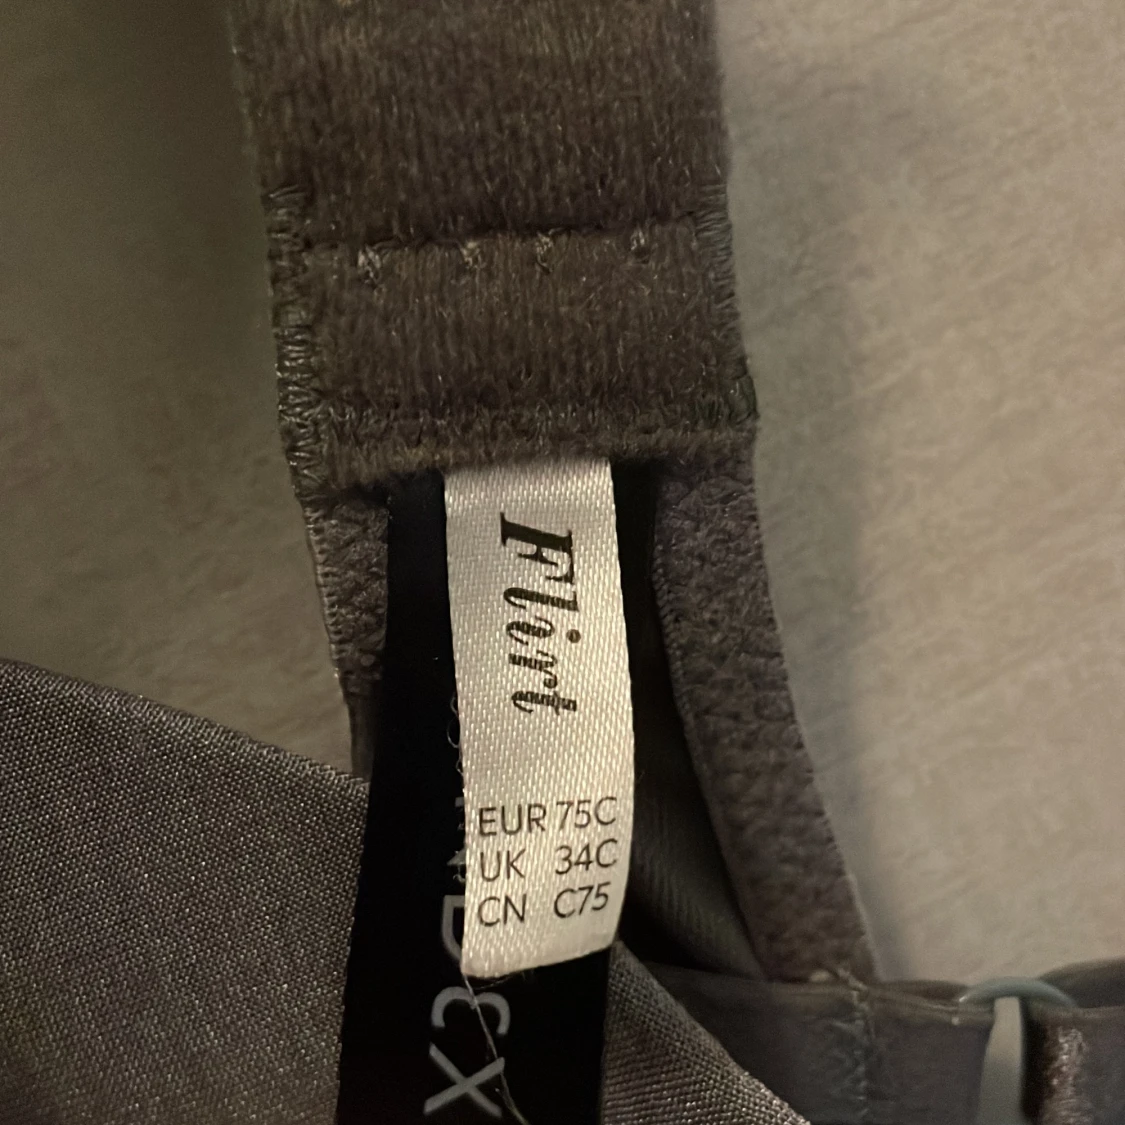 Flirt
EUR 75C
UK 34C
CN C75